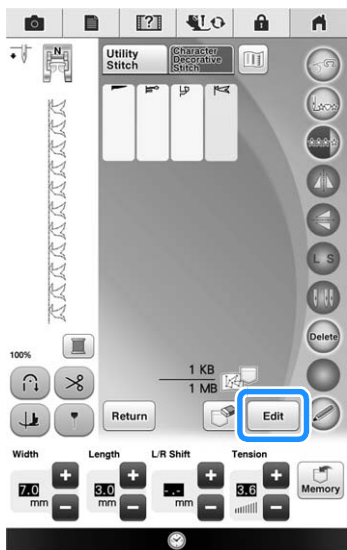 ?
N
Utility
Stitch
Character
Decorative
Stitch
L S
Delete
100%
1 KB
1 MB
Return
Edit
Width
Length
L/R Shift
Tension
7.0
mm
3.0
mm
-.-
mm
3.6
Memory